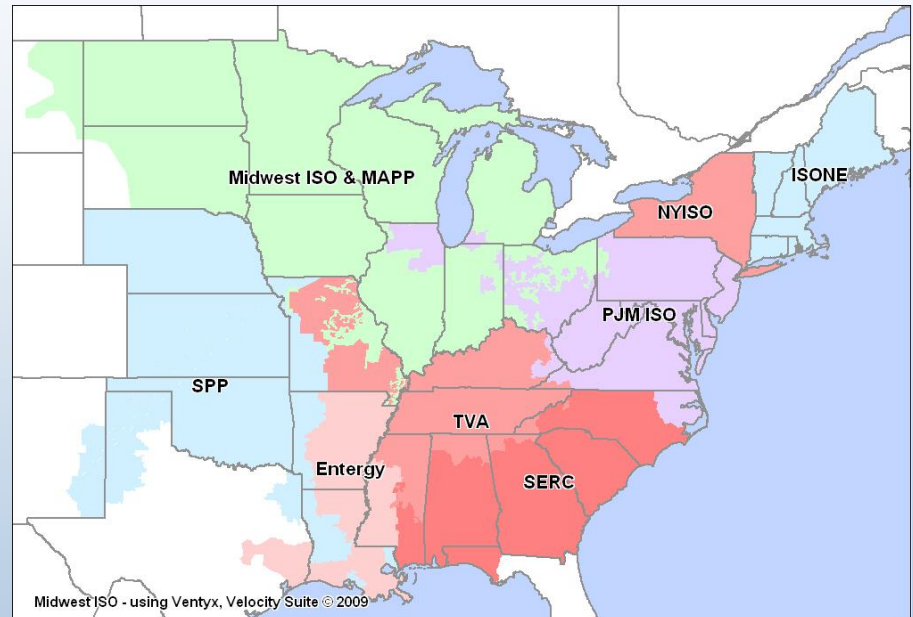 Midwest ISO & MAPP
ISONE
NYISO
PJM ISO
SPP
TVA
Entergy
SERC
Midwest ISO - using Ventyx, Velocity Suite © 2009